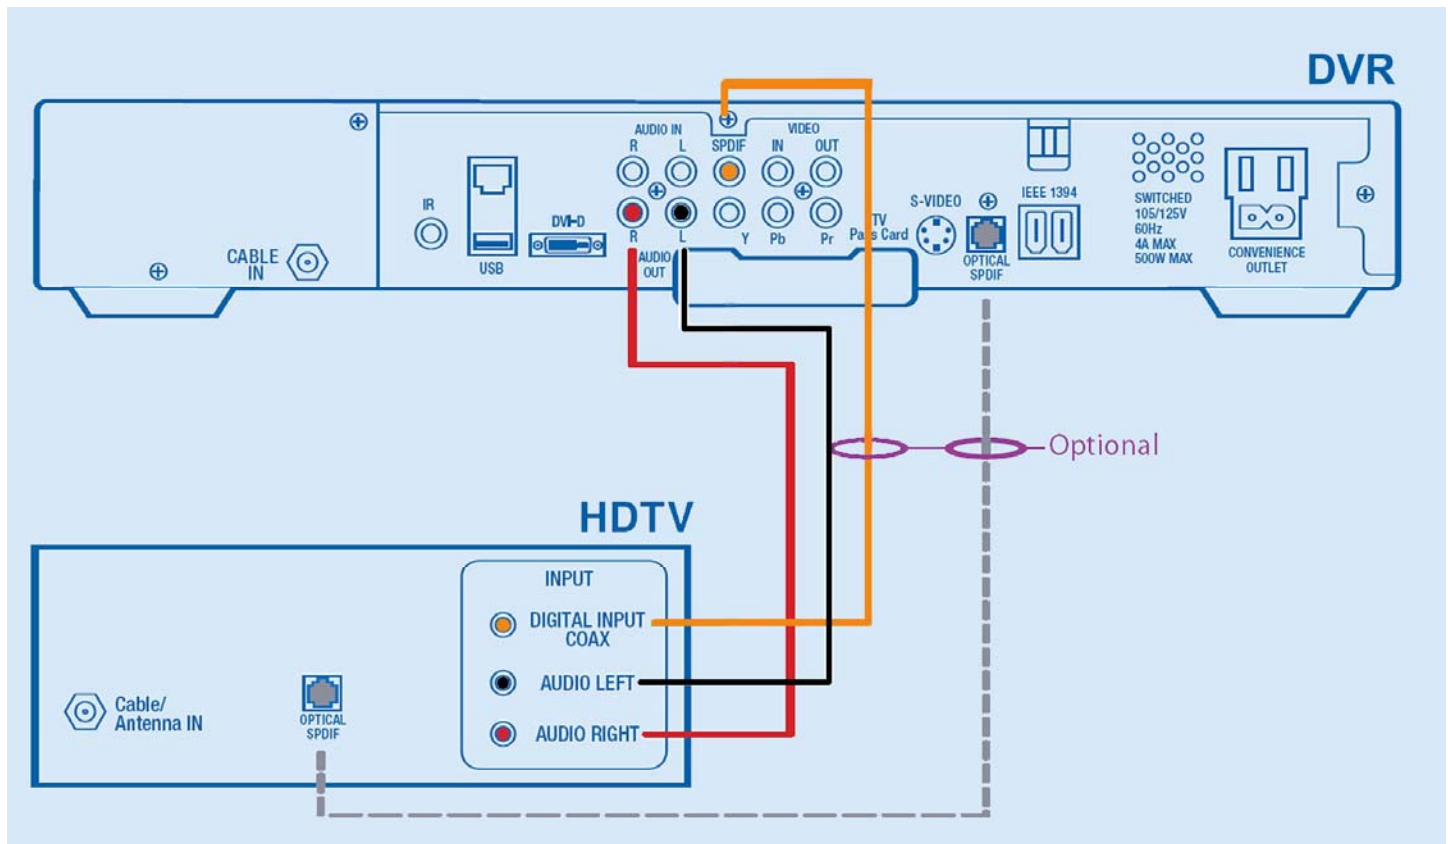 DVR
AUDIO IN
VIDEO
R
L
SPDIF
IN
OUT
IEEE 1394
SWITCHED
105/125V
60Hz
4A MAX
500W MAX
IR
S-VIDEO
DVI-D
TV
Pass Card
R
L
Y
Pb
Pr
CABLE
IN
USB
AUDIO
OUT
OPTICAL
SPDIF
CONVENIENCE
OUTLET
Optional
HDTV
INPUT
DIGITAL INPUT
COAX
AUDIO LEFT
Cable/
Antenna IN
OPTICAL
SPDIF
AUDIO RIGHT